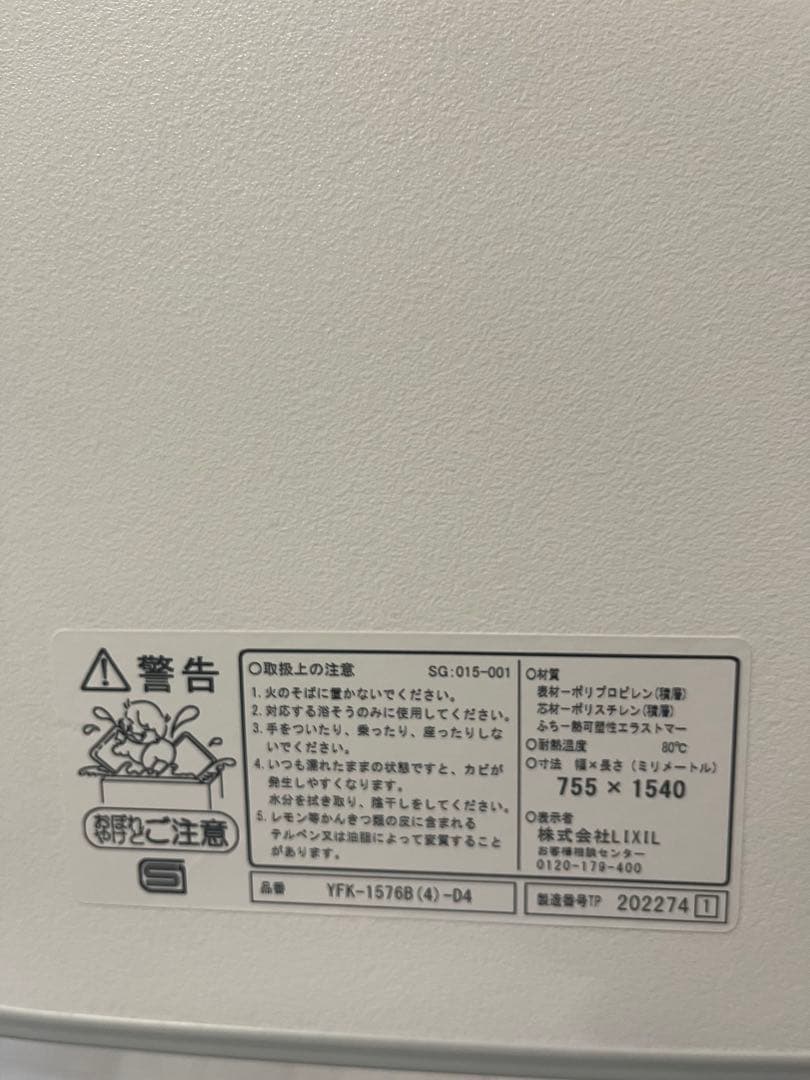 警告
おぼれ
やけど
ご注意
S
〇取扱上の注意 SG:015-001
1. 火のそばに置かないでください。
2. 対応する浴そうのみに使用してください。
3. 手をついたり、乗ったり、座ったりしな
いでください。
4. いつも濡れたままの状態ですと、カビが
発生しやすくなります。
水分を拭き取り、陰干しをしてください。
5. レモン等かんきつ類の皮に含まれる
テルペン又は油脂によって変質すること
があります。
〇材質
表材ーポリプロピレン(積層)
芯材ーポリスチレン(積層)
ふちー熱可塑性エラストマー
〇耐熱温度 80℃
〇寸法 幅×長さ(ミリメートル)
755 × 1540
〇表示者
株式会社LIXIL
お客様相談センター
0120-179-400
品番 YFK-1576B(4)-D4
製造番号TP 202274 1